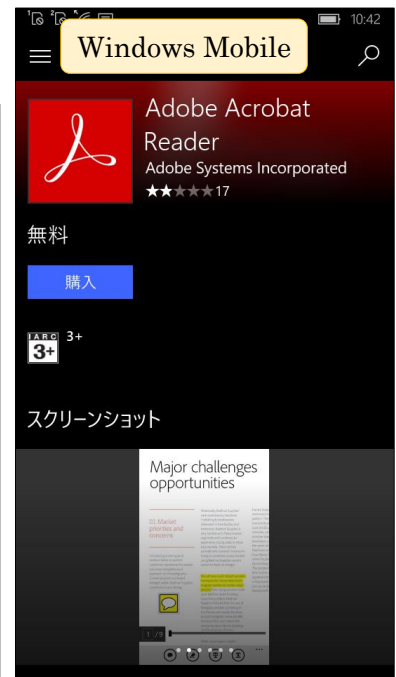 10:42
Windows Mobile
Adobe Acrobat
Reader
Adobe Systems Incorporated
★★★★★17
無料
購入
IARC
3+
3+
スクリーンショット
Major challenges
opportunities
01. Market
priorities and
concerns
1 / 9